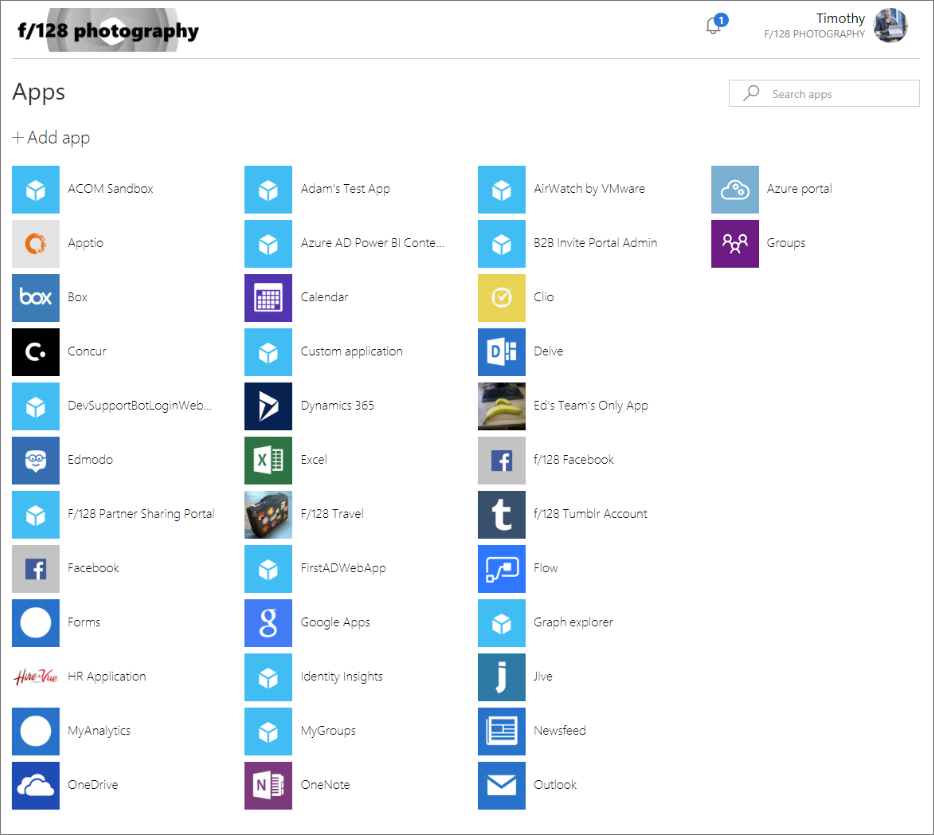 f/128 photography
1
Timothy
F/128 PHOTOGRAPHY
Apps
Search apps
+ Add app
ACOM Sandbox
Adam's Test App
AirWatch by VMware
Azure portal
Apptio
Azure AD Power BI Conte...
B2B Invite Portal Admin
Groups
box
Box
Calendar
Clio
C.
Concur
Custom application
D
Delve
DevSupportBotLoginWeb...
Dynamics 365
Ed's Team's Only App
Edmodo
X
Excel
f
f/128 Facebook
F/128 Partner Sharing Portal
F/128 Travel
t
f/128 Tumblr Account
f
Facebook
FirstADWebApp
Flow
Forms
g
Google Apps
Graph explorer
HireVue
HR Application
Identity Insights
j
Jive
MyAnalytics
MyGroups
Newsfeed
OneDrive
N
OneNote
Outlook